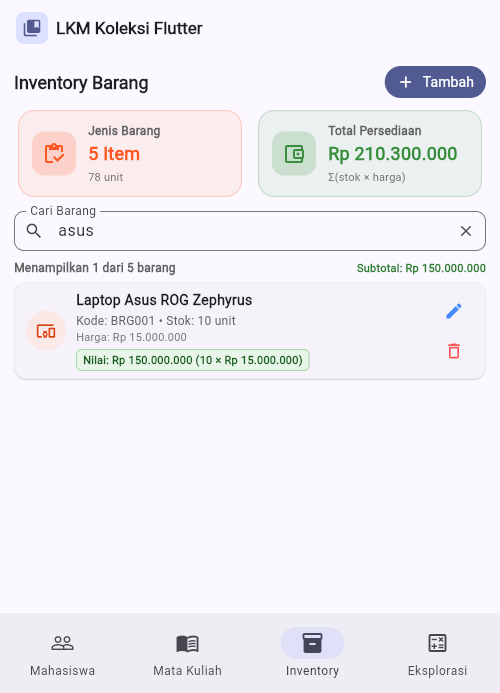 LKM Koleksi Flutter
Inventory Barang
Tambah
Jenis Barang
5 Item
78 unit
Total Persediaan
Rp 210.300.000
Σ(stok × harga)
Cari Barang
asus
Menampilkan 1 dari 5 barang
Subtotal: Rp 150.000.000
Laptop Asus ROG Zephyrus
Kode: BRG001 • Stok: 10 unit
Harga: Rp 15.000.000
Nilai: Rp 150.000.000 (10 × Rp 15.000.000)
Mahasiswa
Mata Kuliah
Inventory
Eksplorasi